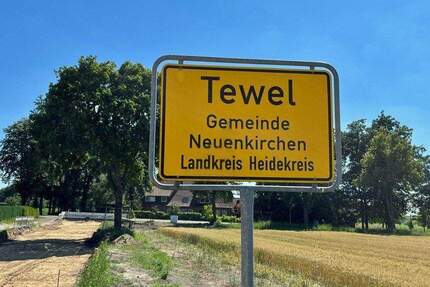 Tewel
Gemeinde
Neuenkirchen
Landkreis Heidekreis